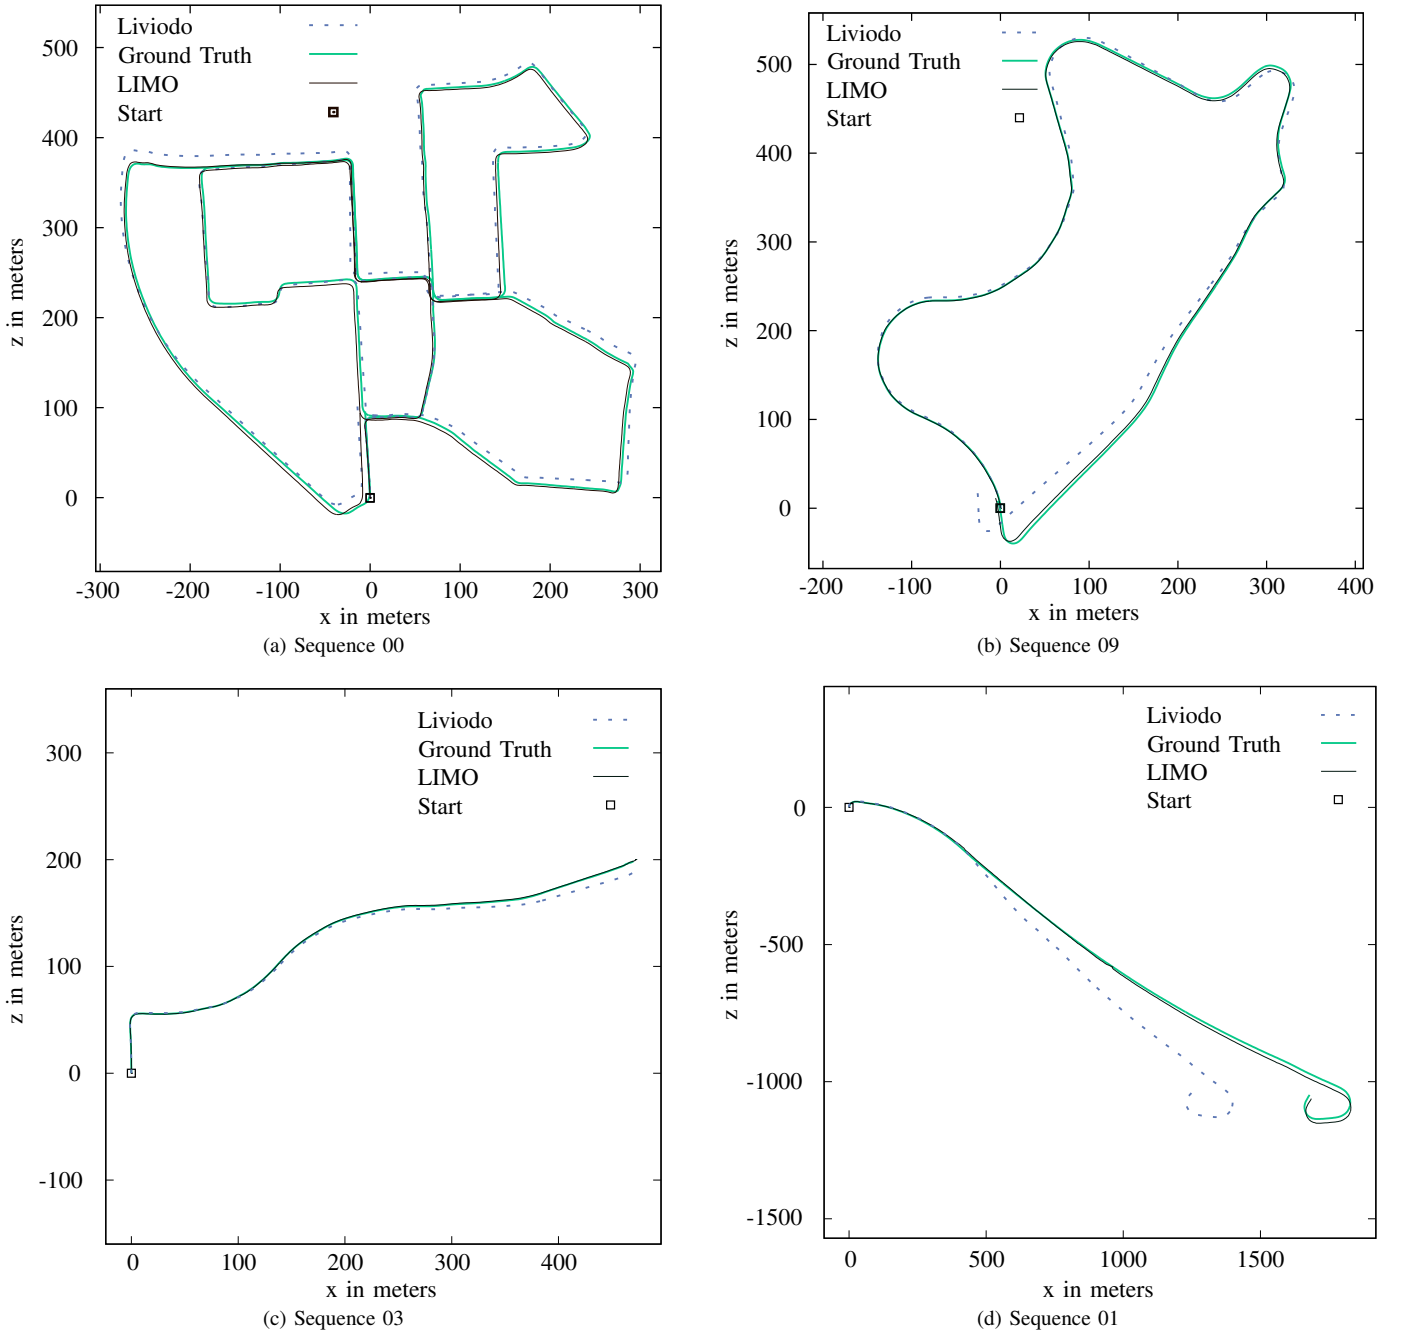 Liviodo
Ground Truth
LIMO
Start
500
400
300
200
100
0
z in meters
-300
-200
-100
0
100
200
300
x in meters
(a) Sequence 00
Liviodo
Ground Truth
LIMO
Start
500
400
300
200
100
0
z in meters
-200
-100
0
100
200
300
400
x in meters
(b) Sequence 09
Liviodo
Ground Truth
LIMO
Start
300
200
100
0
-100
z in meters
0
100
200
300
400
x in meters
(c) Sequence 03
Liviodo
Ground Truth
LIMO
Start
0
-500
-1000
-1500
z in meters
0
500
1000
1500
x in meters
(d) Sequence 01